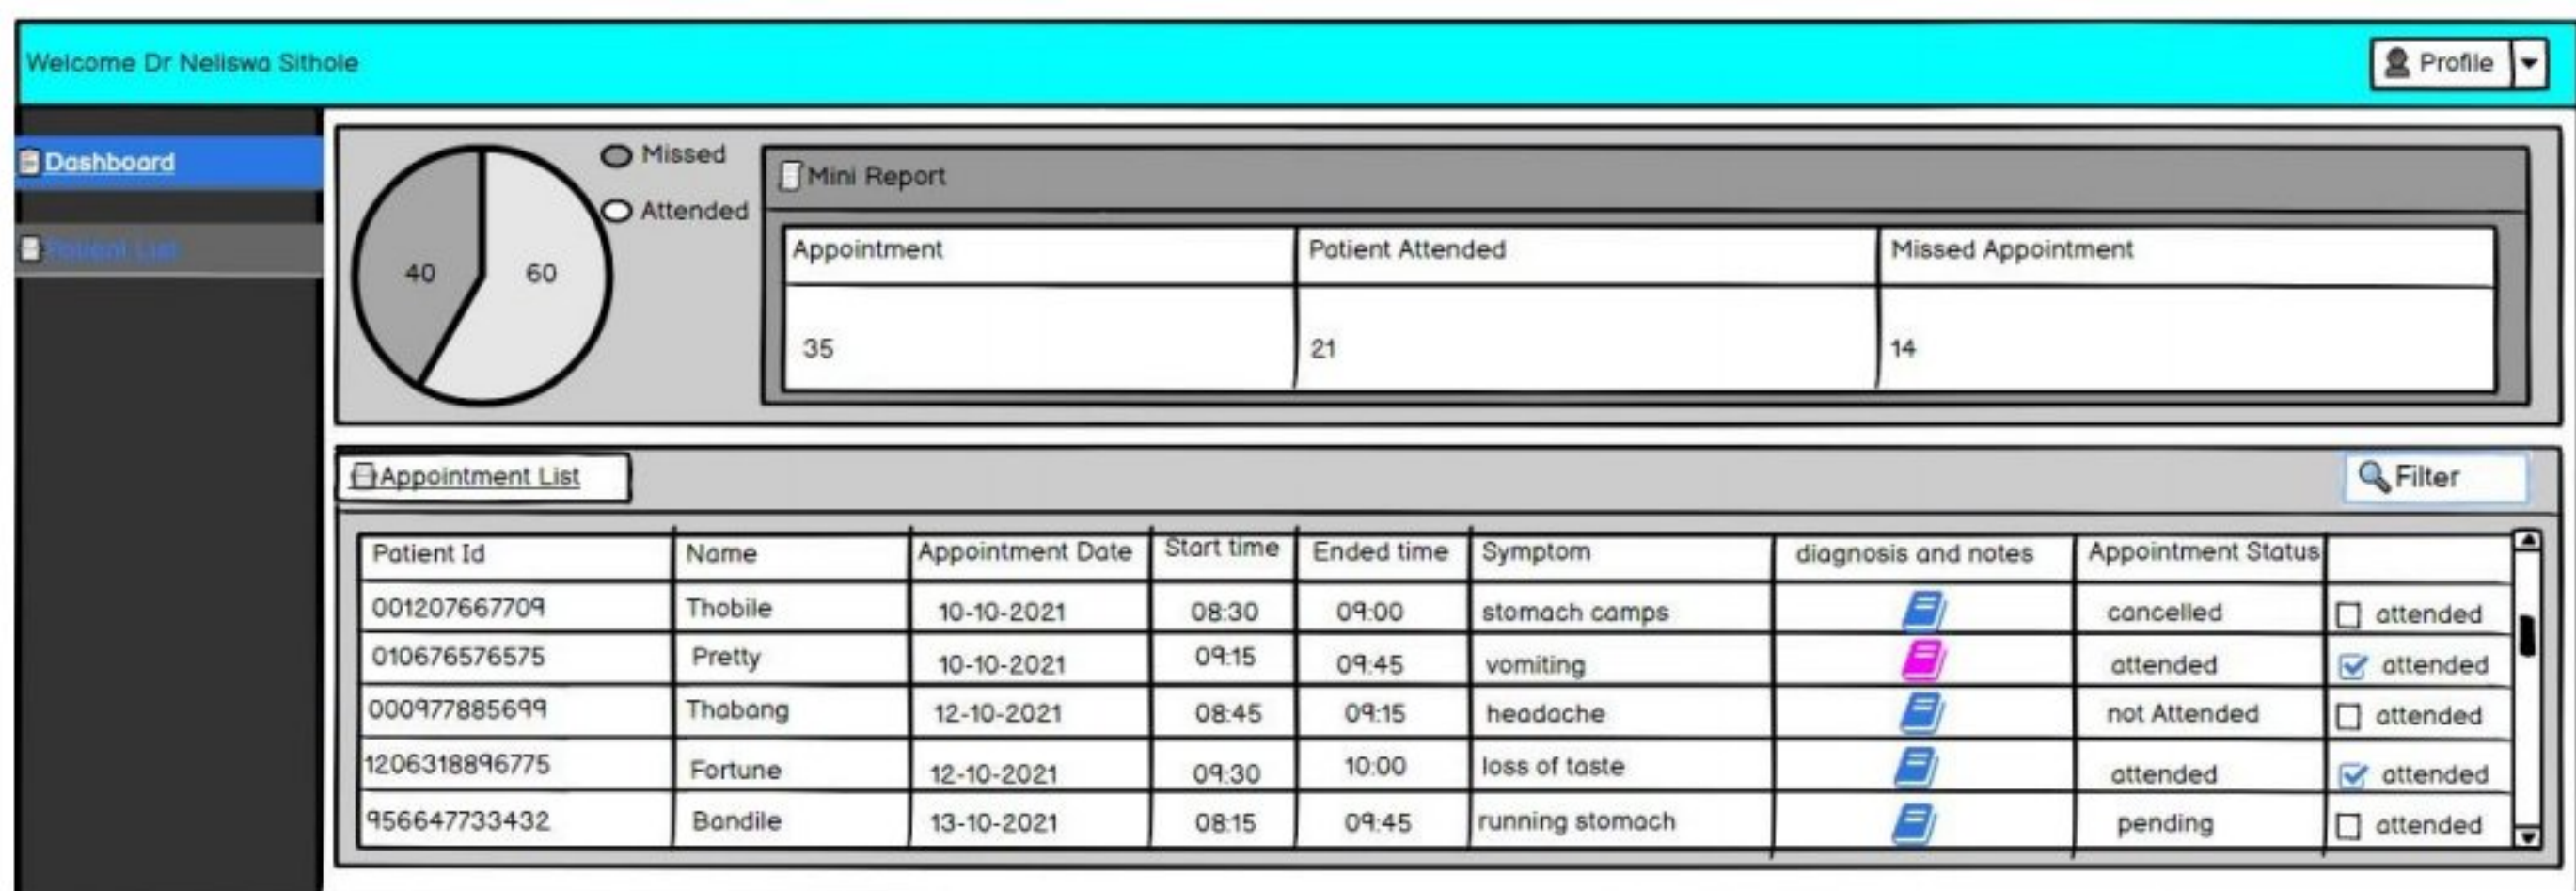 Welcome Dr Neliswa Sithole
Profile
Dashboard
Patient List
Missed
Attended
40
60
Mini Report
Appointment Patient Attended Missed Appointment
35 21 14
Appointment List
Filter
Patient Id Name Appointment Date Start time Ended time Symptom diagnosis and notes Appointment Status
001207667709 Thobile 10-10-2021 08:30 09:00 stomach camps cancelled attended
010676576575 Pretty 10-10-2021 09:15 09:45 vomiting attended attended
000977885699 Thabang 12-10-2021 08:45 09:15 headache not Attended attended
1206318896775 Fortune 12-10-2021 09:30 10:00 loss of taste attended attended
956647733432 Bandile 13-10-2021 08:15 09:45 running stomach pending attended